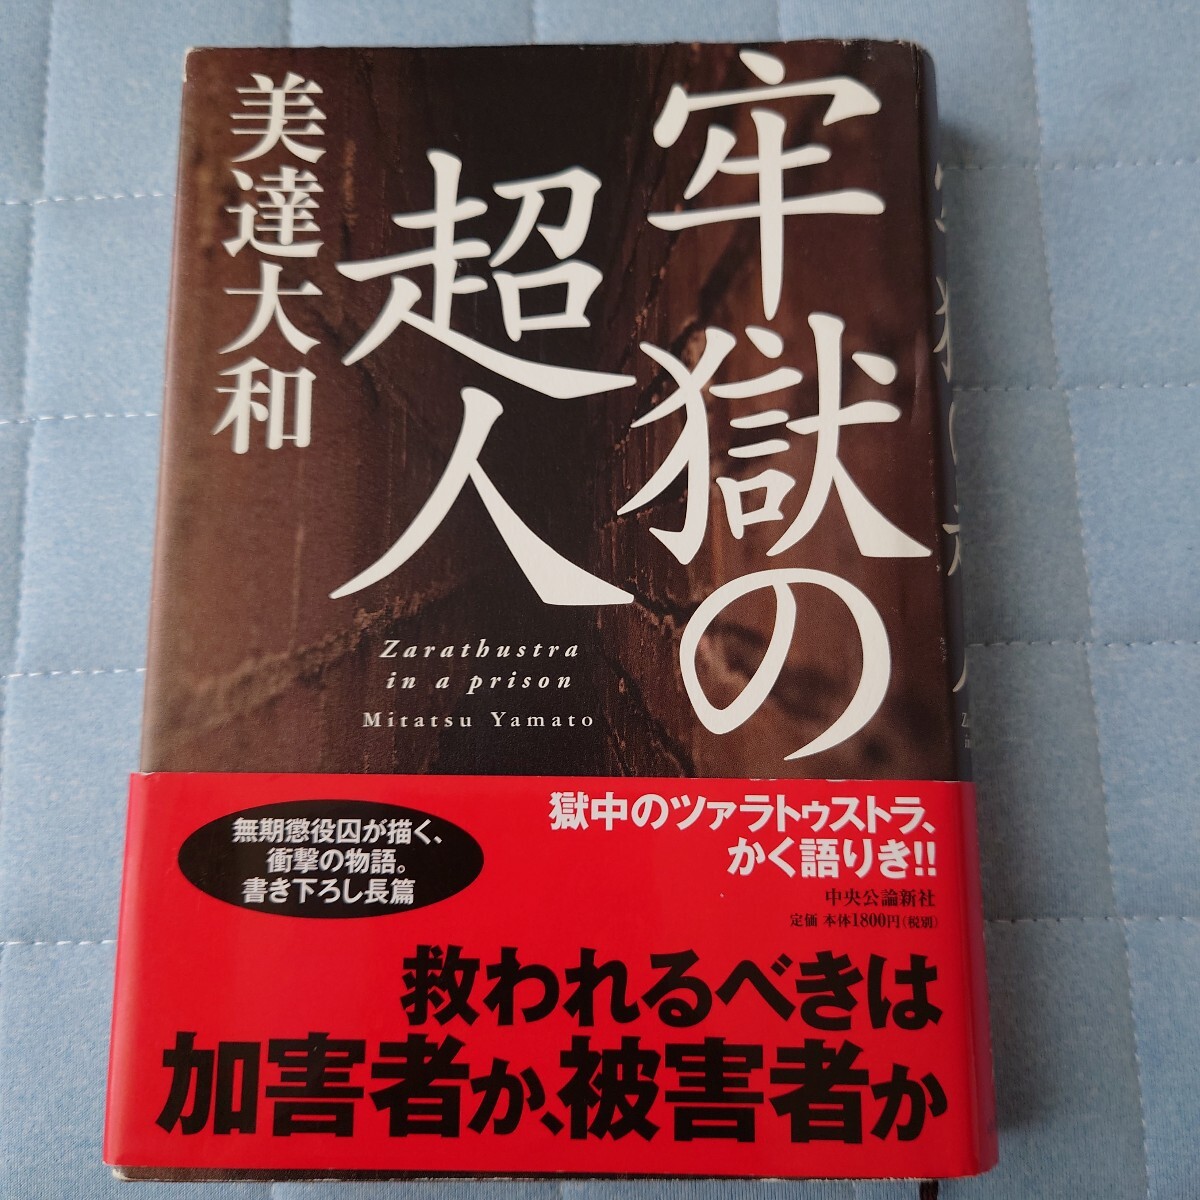 牢獄の
超人
美達大和
Zarathustra
in a prison
Mitatsu Yamato
獄中のツァラトゥストラ、
かく語りき!!
無期懲役囚が描く、
衝撃の物語。
書き下ろし長篇
中央公論新社
定価 本体1800円(税別)
救われるべきは
加害者か、被害者か